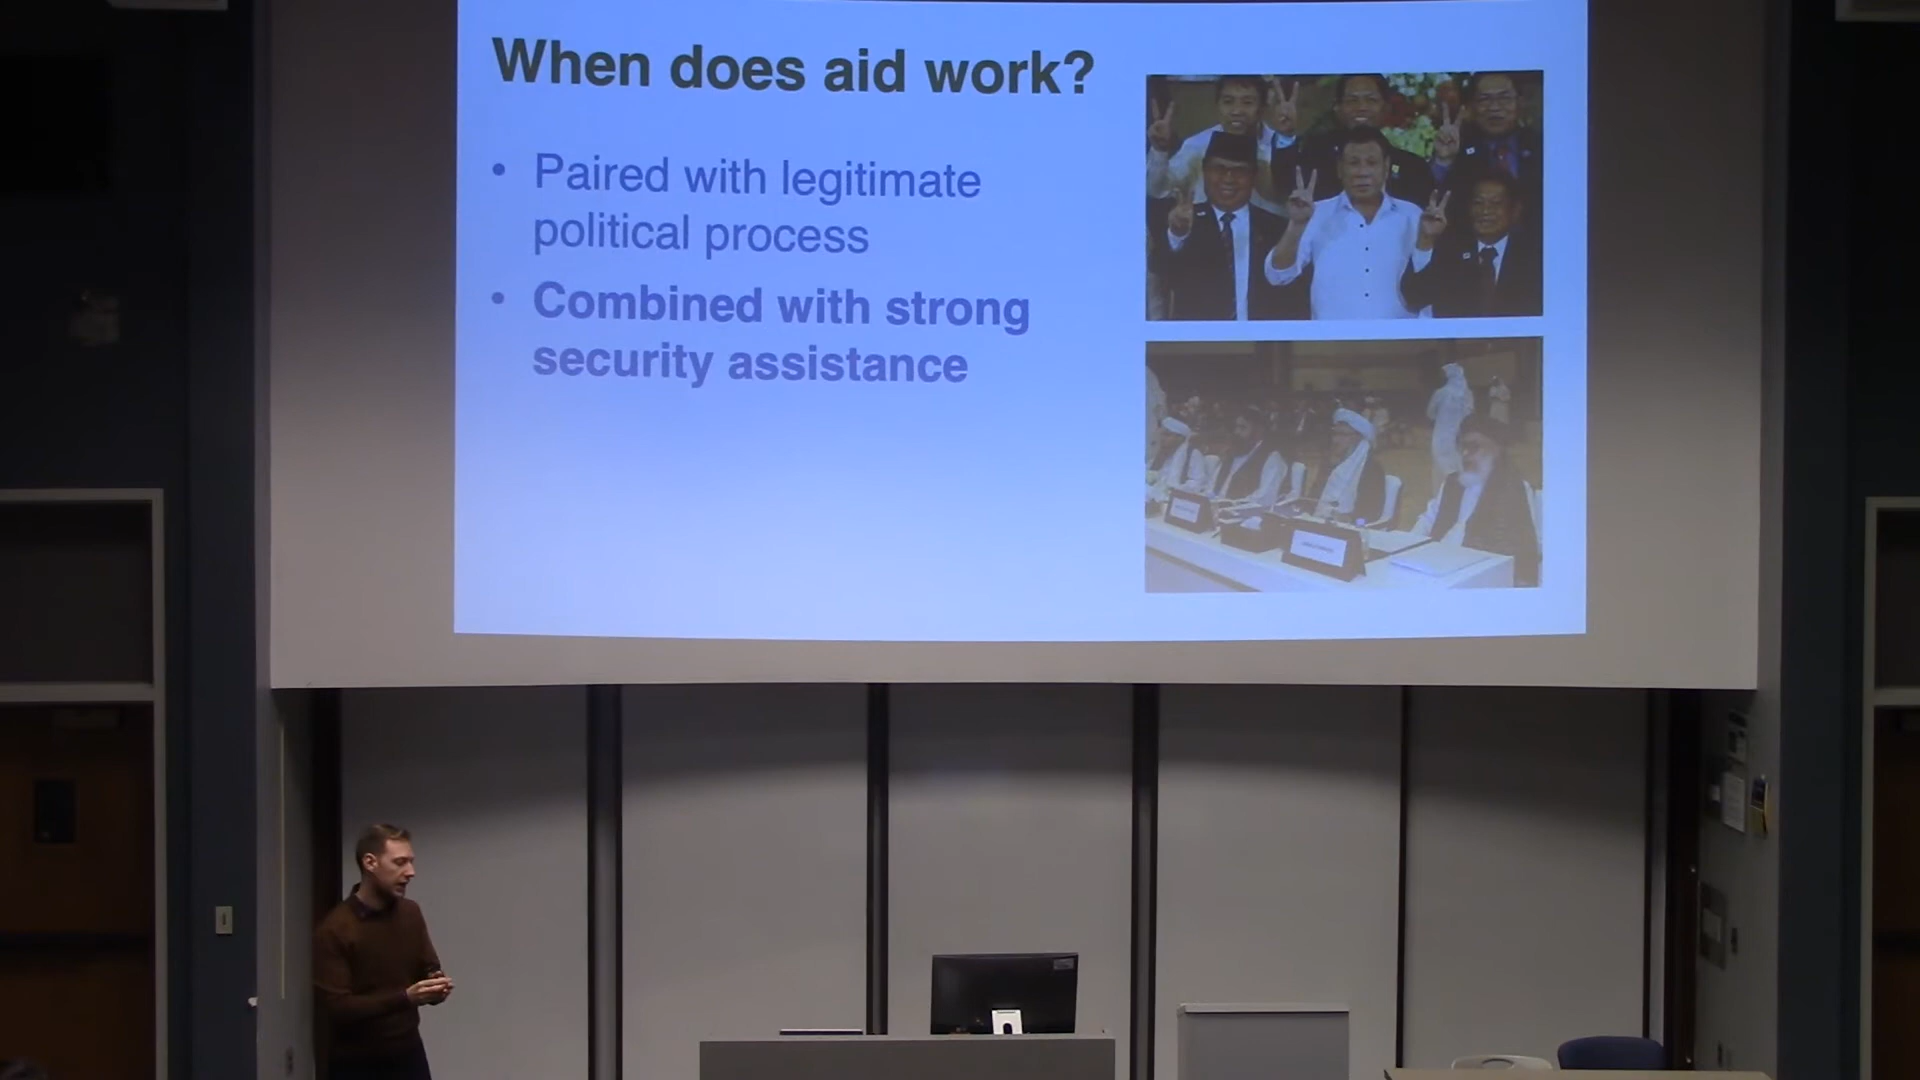 When does aid work?
• Paired with legitimate
political process
• Combined with strong
security assistance